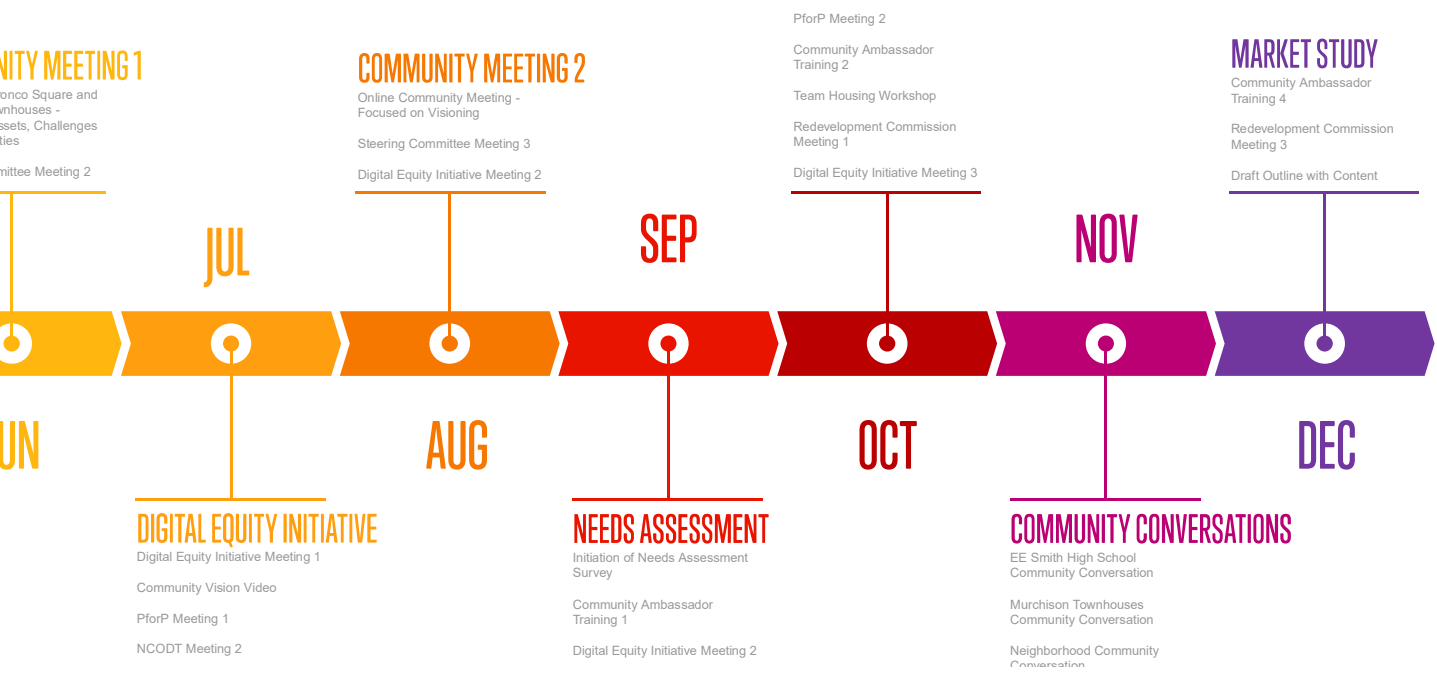 PforP Meeting 2
Community Ambassador
Training 2
Team Housing Workshop
Redevelopment Commission
Meeting 1
Digital Equity Initiative Meeting 3
MARKET STUDY
Community Ambassador
Training 4
Redevelopment Commission
Meeting 3
Draft Outline with Content
NITY MEETING 1
ronco Square and
wnhouses -
ssets, Challenges
ties
mittee Meeting 2
COMMUNITY MEETING 2
Online Community Meeting -
Focused on Visioning
Steering Committee Meeting 3
Digital Equity Initiative Meeting 2
JUL
SEP
NOV
UN
AUG
OCT
DEC
DIGITAL EQUITY INITIATIVE
Digital Equity Initiative Meeting 1
Community Vision Video
PforP Meeting 1
NCODT Meeting 2
NEEDS ASSESSMENT
Initiation of Needs Assessment
Survey
Community Ambassador
Training 1
Digital Equity Initiative Meeting 2
COMMUNITY CONVERSATIONS
EE Smith High School
Community Conversation
Murchison Townhouses
Community Conversation
Neighborhood Community
Conversation